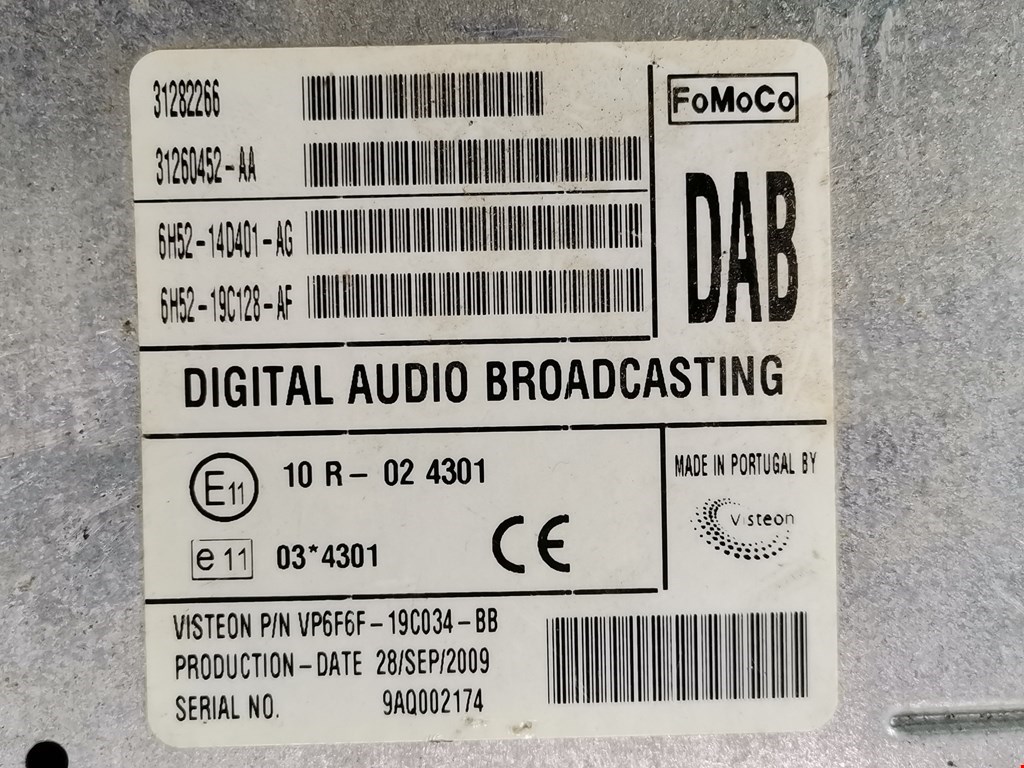 31282266
FoMoCo
31260452-AA
DAB
6H52-14D401-AG
6H52-19C128-AF
DIGITAL AUDIO BROADCASTING
E11
10 R - 02 4301
MADE IN PORTUGAL BY
Visteon
e 11
03*4301
CE
VISTEON P/N VP6F6F-19C034-BB
PRODUCTION-DATE 28/SEP/2009
SERIAL NO. 9AQ002174